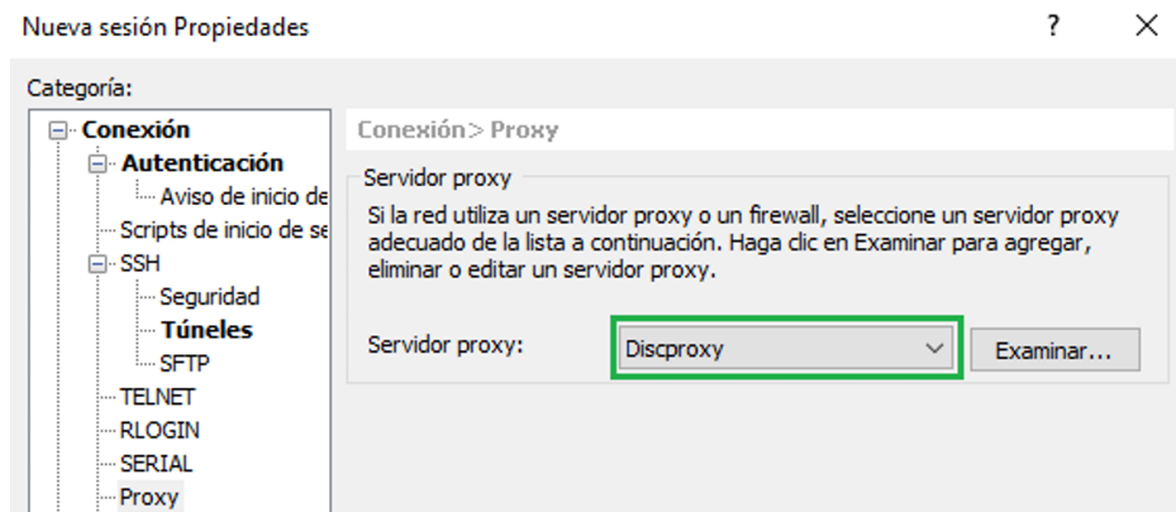 Nueva sesión Propiedades
?
Categoría:
Conexión
Autenticación
Aviso de inicio de
Scripts de inicio de se
SSH
Seguridad
Túneles
SFTP
TELNET
RLOGIN
SERIAL
Proxy
Conexión> Proxy
Servidor proxy
Si la red utiliza un servidor proxy o un firewall, seleccione un servidor proxy
adecuado de la lista a continuación. Haga clic en Examinar para agregar,
eliminar o editar un servidor proxy.
Servidor proxy:
Discproxy
Examinar...